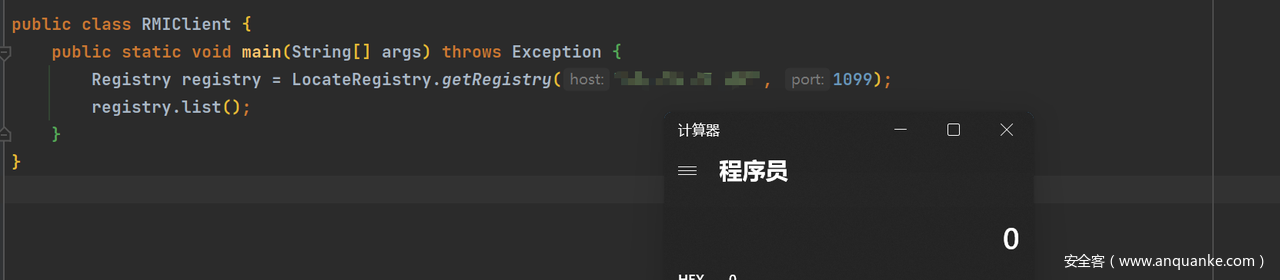 public class RMIClient {
public static void main(String[] args) throws Exception {
Registry registry = LocateRegistry.getRegistry( host: , port: 1099);
registry.list();
}
}
计算器
程序员
0
HEX 0
安全客（www.anquanke.com）